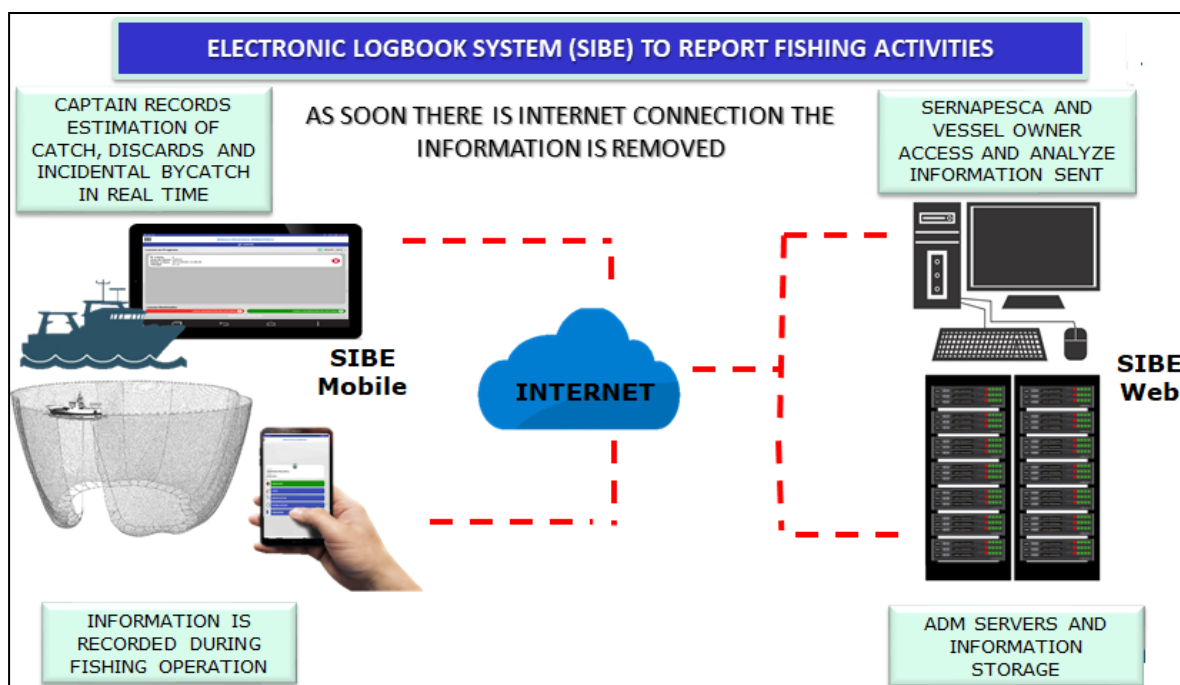 ELECTRONIC LOGBOOK SYSTEM (SIBE) TO REPORT FISHING ACTIVITIES
CAPTAIN RECORDS
ESTIMATION OF
CATCH, DISCARDS AND
INCIDENTAL BYCATCH
IN REAL TIME
AS SOON THERE IS INTERNET CONNECTION THE
INFORMATION IS REMOVED
SERNAPESCA AND
VESSEL OWNER
ACCESS AND ANALYZE
INFORMATION SENT
SIBE
Mobile
INTERNET
SIBE
Web
INFORMATION IS
RECORDED DURING
FISHING OPERATION
ADM SERVERS AND
INFORMATION
STORAGE